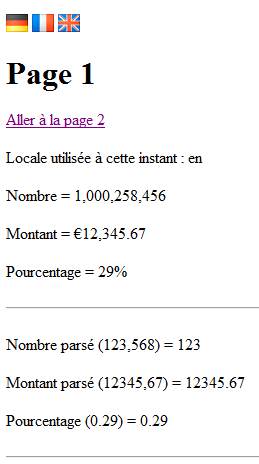 Page 1
Aller à la page 2
Locale utilisée à cette instant : en
Nombre = 1,000,258,456
Montant = €12,345.67
Pourcentage = 29%
Nombre parsé (123,568) = 123
Montant parsé (12345,67) = 12345.67
Pourcentage (0.29) = 0.29